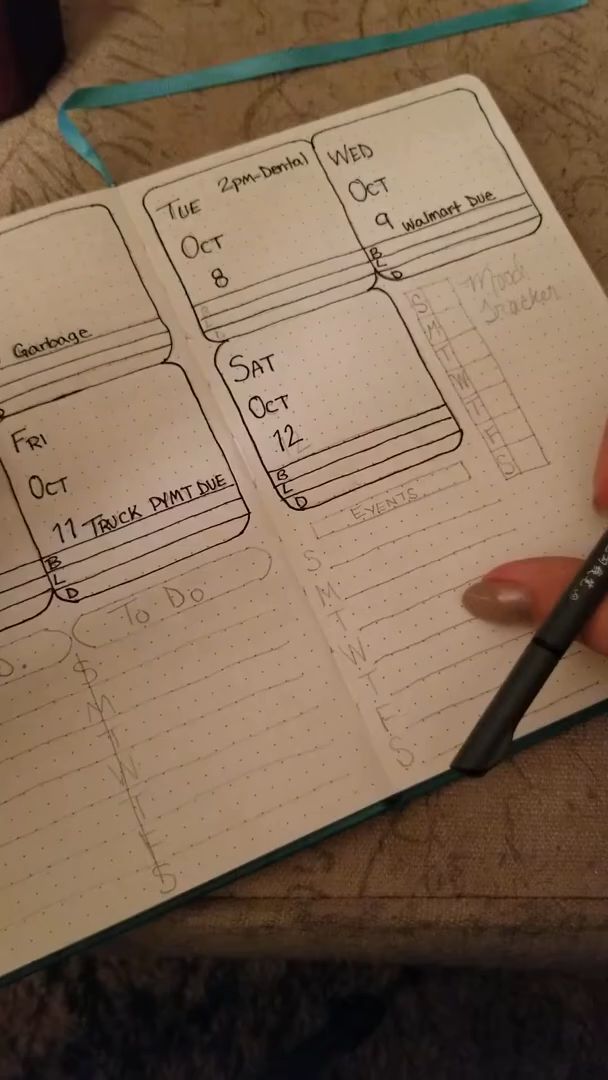 Garbage
TUE 2pm-Dental
OCT
8
WED
OCT
9 Walmart Due
B
L
D
FRI
OCT
11 TRUCK PYMT DUE
B
L
D
SAT
OCT
12
B
L
D
Mood
Tracker
S
M
T
W
T
F
S
To Do
S
M
T
W
T
F
S
EVENTS
S
M
T
W
T
F
S